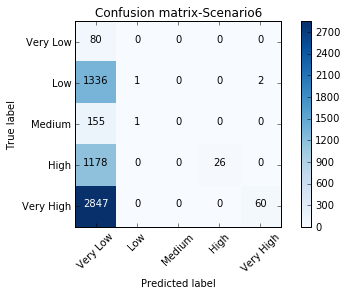 Confusion matrix-Scenario6
True label
Very Low 80 0 0 0 0
Low 1336 1 0 0 2
Medium 155 1 0 0 0
High 1178 0 0 26 0
Very High 2847 0 0 0 60
Very Low Low Medium High Very High
Predicted label
2700
2400
2100
1800
1500
1200
900
600
300
0